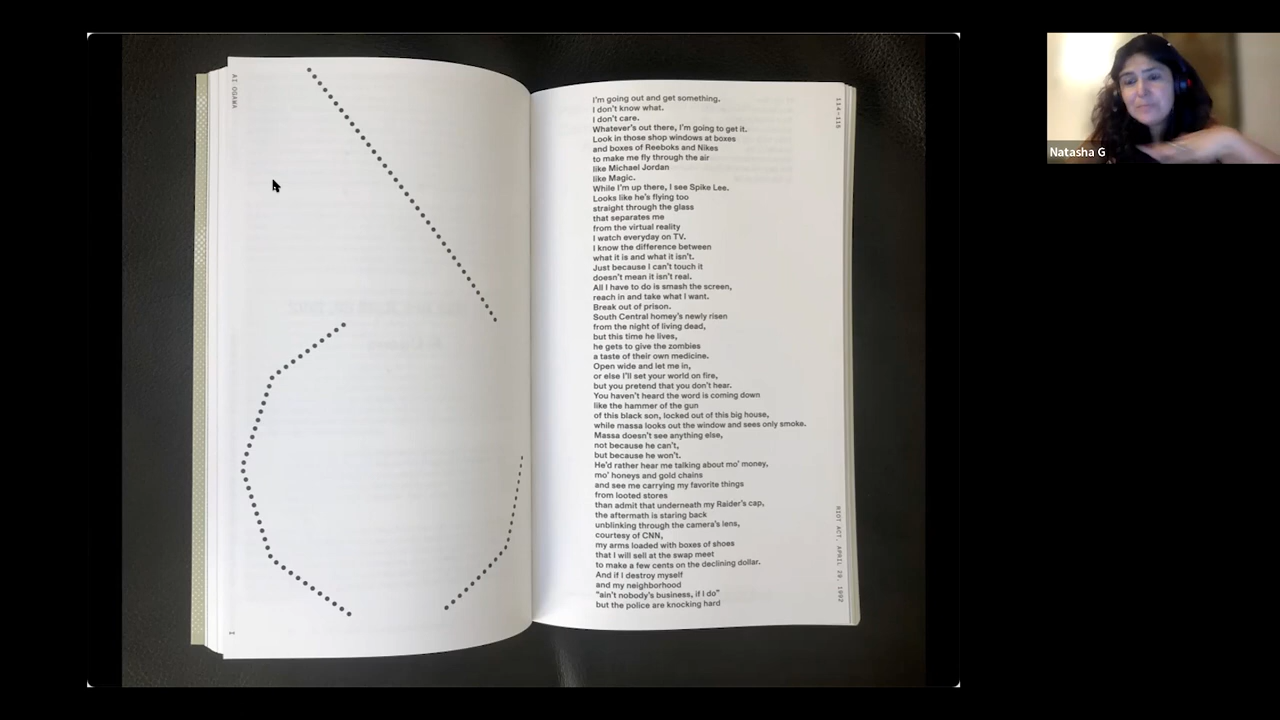 AI OGAWA
I'm going out and get something.
I don't know what.
I don't care.
Whatever's out there, I'm going to get it.
Look in those shop windows at boxes
and boxes of Reeboks and Nikes
to make me fly through the air
like Michael Jordan
like Magic.
While I'm up there, I see Spike Lee.
Looks like he's flying too
straight through the glass
that separates me
from the virtual reality
I watch everyday on TV.
I know the difference between
what it is and what it isn't.
Just because I can't touch it
doesn't mean it isn't real.
All I have to do is smash the screen,
reach in and take what I want.
Break out of prison.
South Central homey's newly risen
from the night of living dead,
but this time he lives,
he gets to give the zombies
a taste of their own medicine.
Open wide and let me in,
or else I'll set your world on fire,
but you pretend that you don't hear.
You haven't heard the word is coming down
like the hammer of the gun
of this black son, locked out of this big house,
while massa looks out the window and sees only smoke.
Massa doesn't see anything else,
not because he can't,
but because he won't.
He'd rather hear me talking about mo' money,
mo' honeys and gold chains
and see me carrying my favorite things
from looted stores
than admit that underneath my Raider's cap,
the aftermath is staring back
unblinking through the camera's lens,
courtesy of CNN,
my arms loaded with boxes of shoes
that I will sell at the swap meet
to make a few cents on the declining dollar.
And if I destroy myself
and my neighborhood
"ain't nobody's business, if I do"
but the police are knocking hard
114–115
RIOT ACT, APRIL 29, 1992
Natasha G